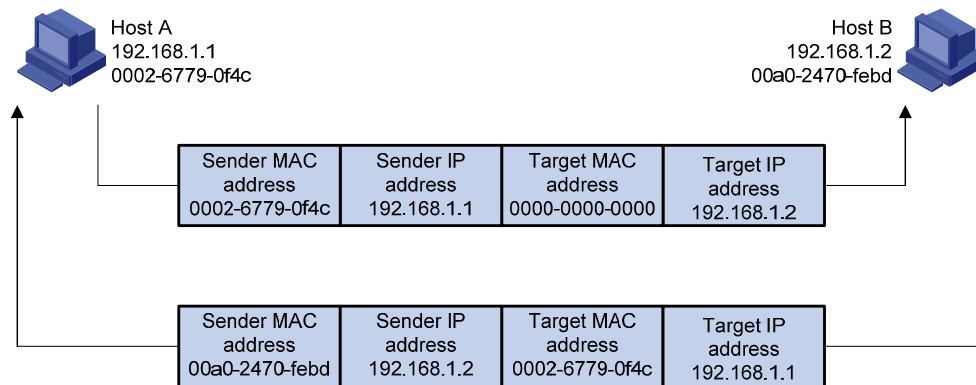 Host A
192.168.1.1
0002-6779-0f4c
Host B
192.168.1.2
00a0-2470-febd
Sender MAC
address
0002-6779-0f4c
Sender IP
address
192.168.1.1
Target MAC
address
0000-0000-0000
Target IP
address
192.168.1.2
Sender MAC
address
00a0-2470-febd
Sender IP
address
192.168.1.2
Target MAC
address
0002-6779-0f4c
Target IP
address
192.168.1.1